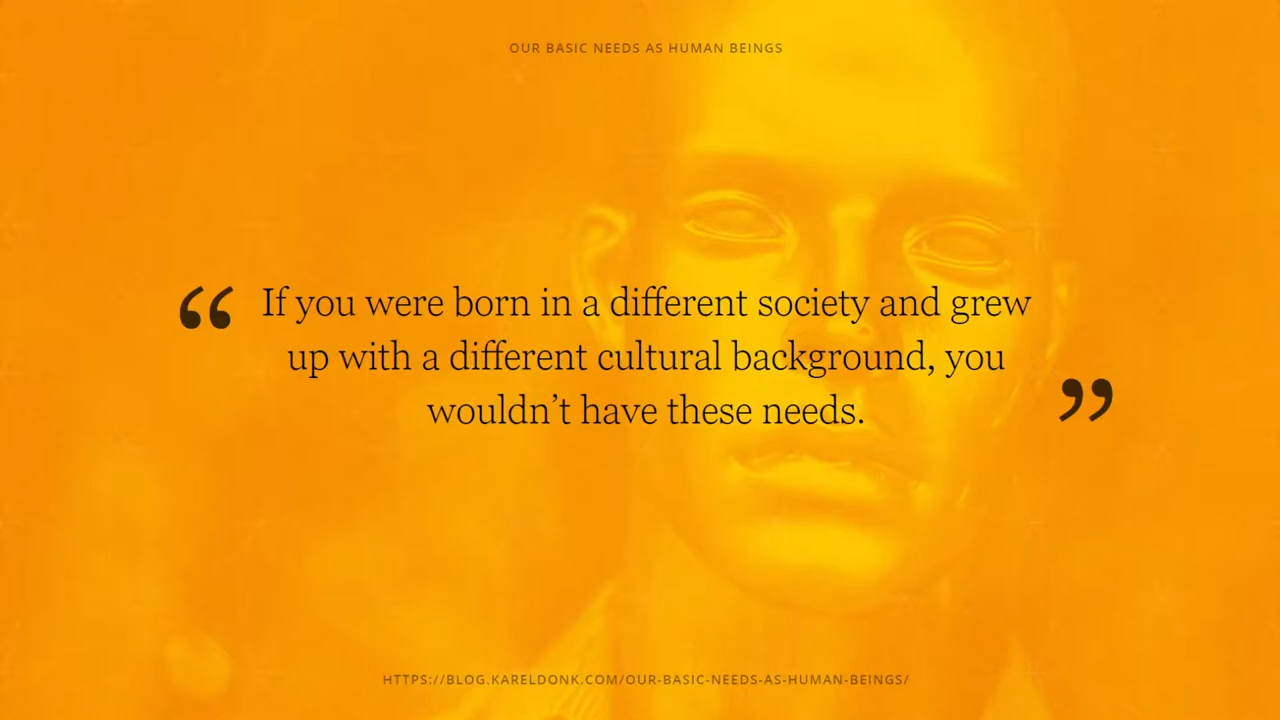 OUR BASIC NEEDS AS HUMAN BEINGS
“If you were born in a different society and grew
up with a different cultural background, you
wouldn’t have these needs.”
HTTPS://BLOG.KARELDONK.COM/OUR-BASIC-NEEDS-AS-HUMAN-BEINGS/